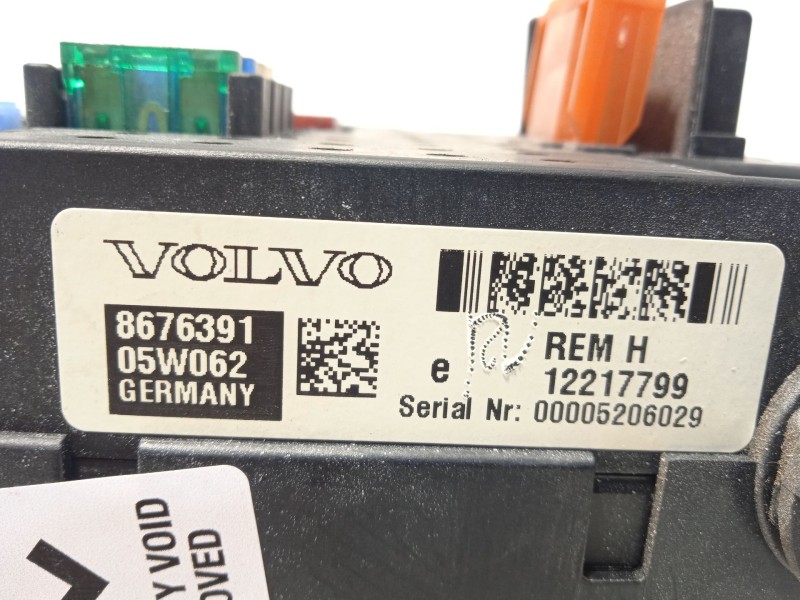 VOLVO
8676391
05W062
GERMANY
e
REM H
12217799
Serial Nr: 00005206029
Y VOID
OVED